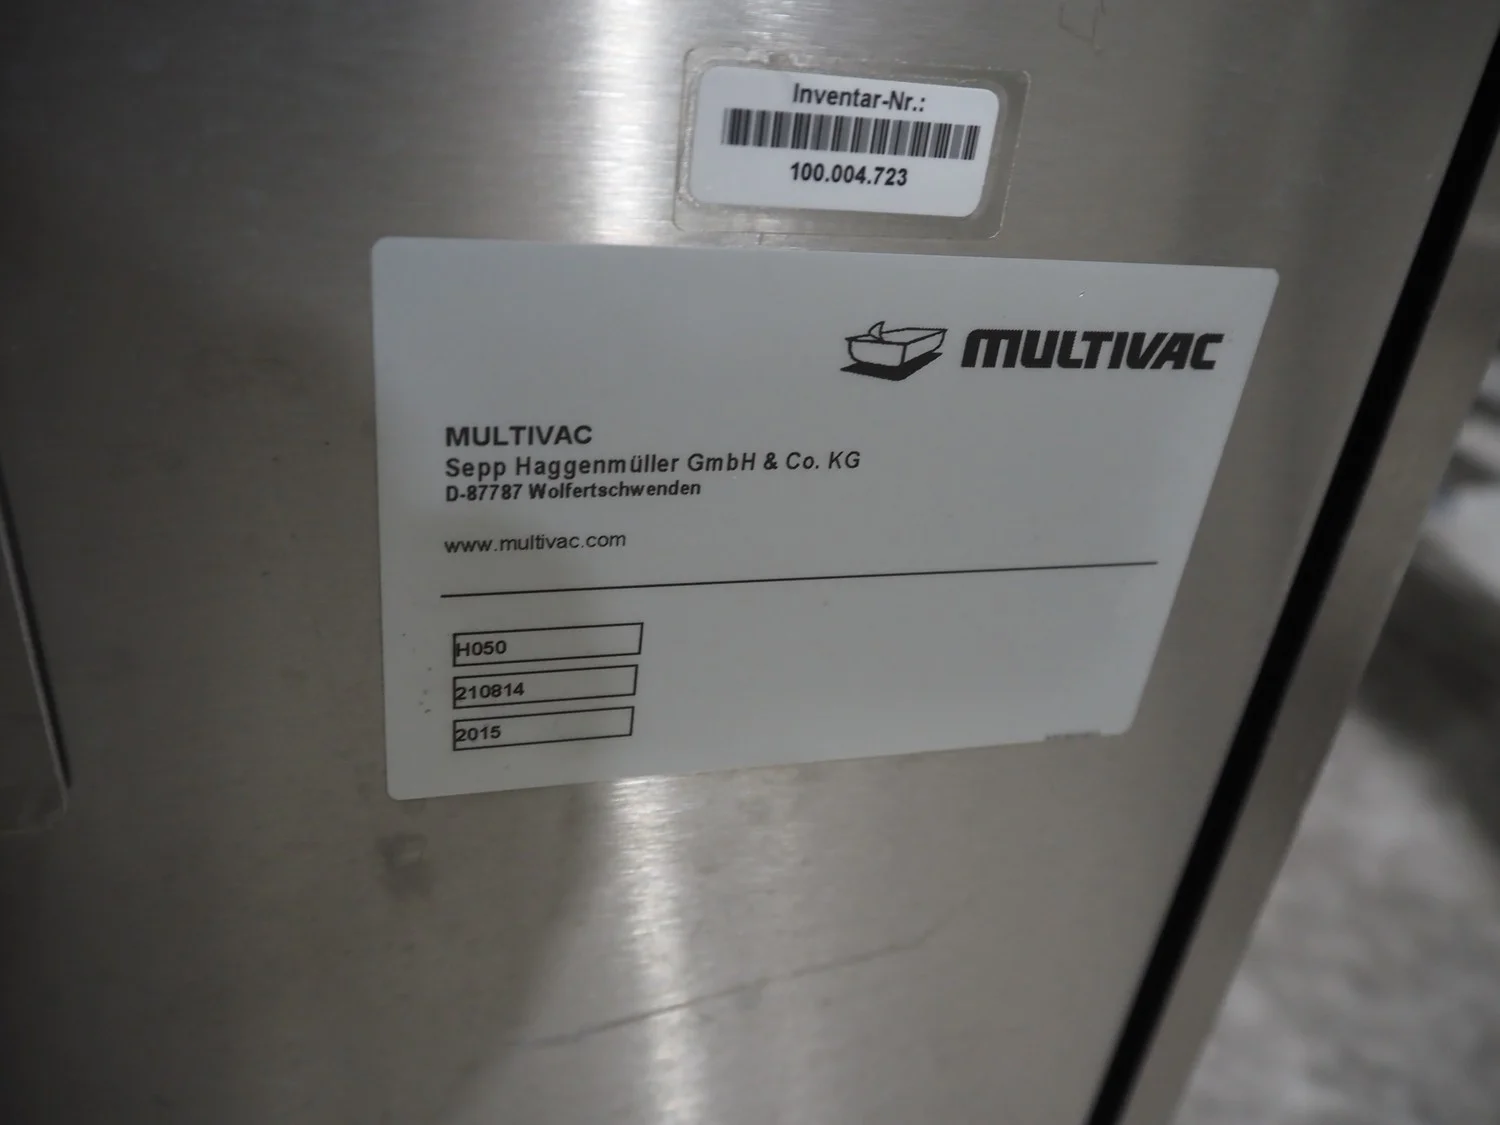 Inventar-Nr.:
100.004.723
MULTIVAC
MULTIVAC
Sepp Haggenmüller GmbH & Co. KG
D-87787 Wolfertschwenden
www.multivac.com
H050
210814
2015